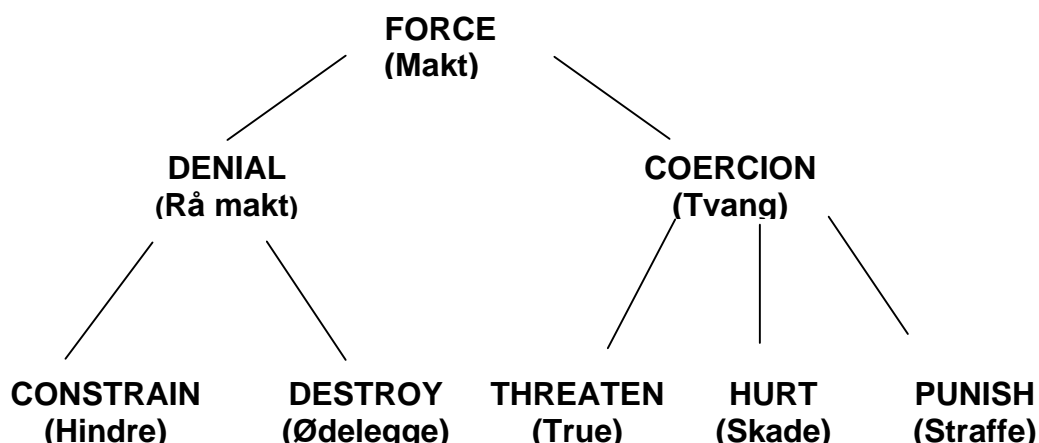 FORCE
(Makt)
DENIAL
(Rå makt)
COERCION
(Tvang)
CONSTRAIN
(Hindre)
DESTROY
(Ødelegge)
THREATEN
(True)
HURT
(Skade)
PUNISH
(Straffe)